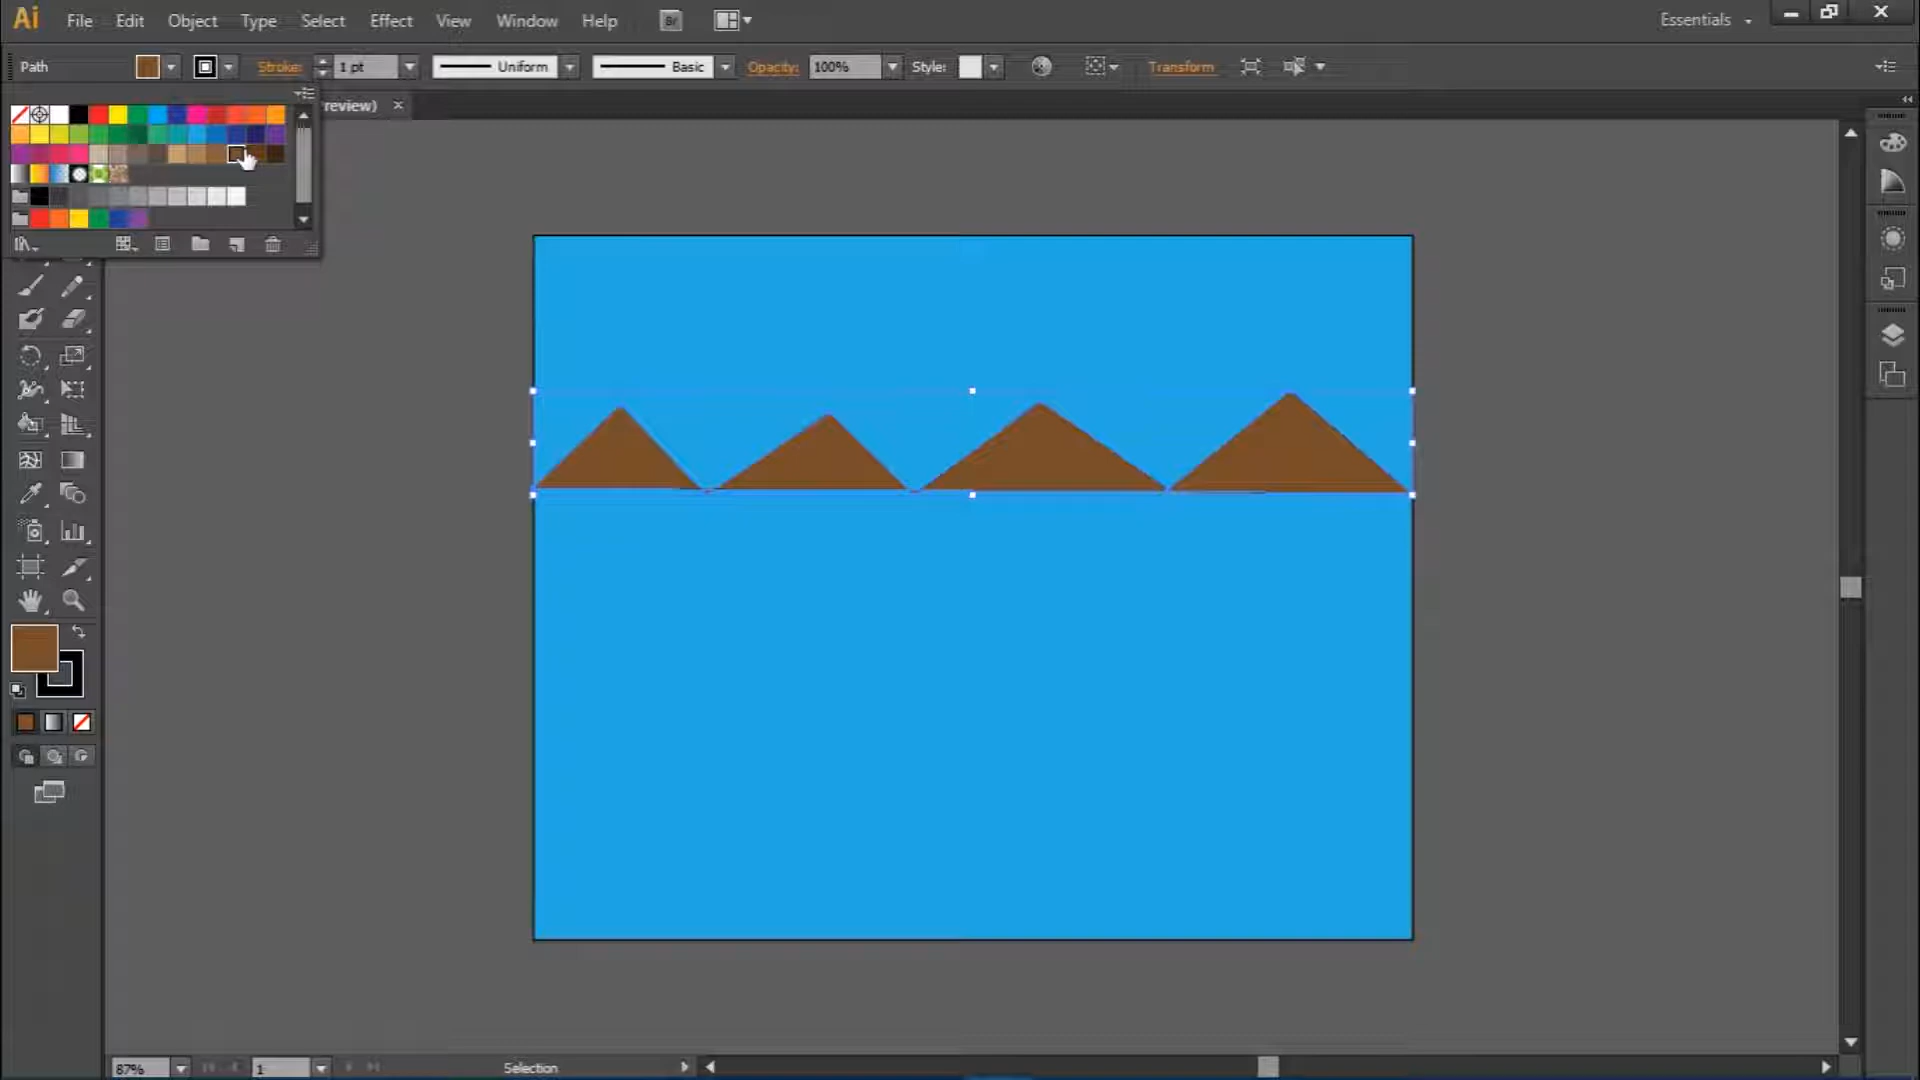 Ai File Edit Object Type Select Effect View Window Help Br Essentials
Path Stroke: 1 pt Uniform Basic Opacity: 100% Style: Transform
review) ×
87% 1 Selection